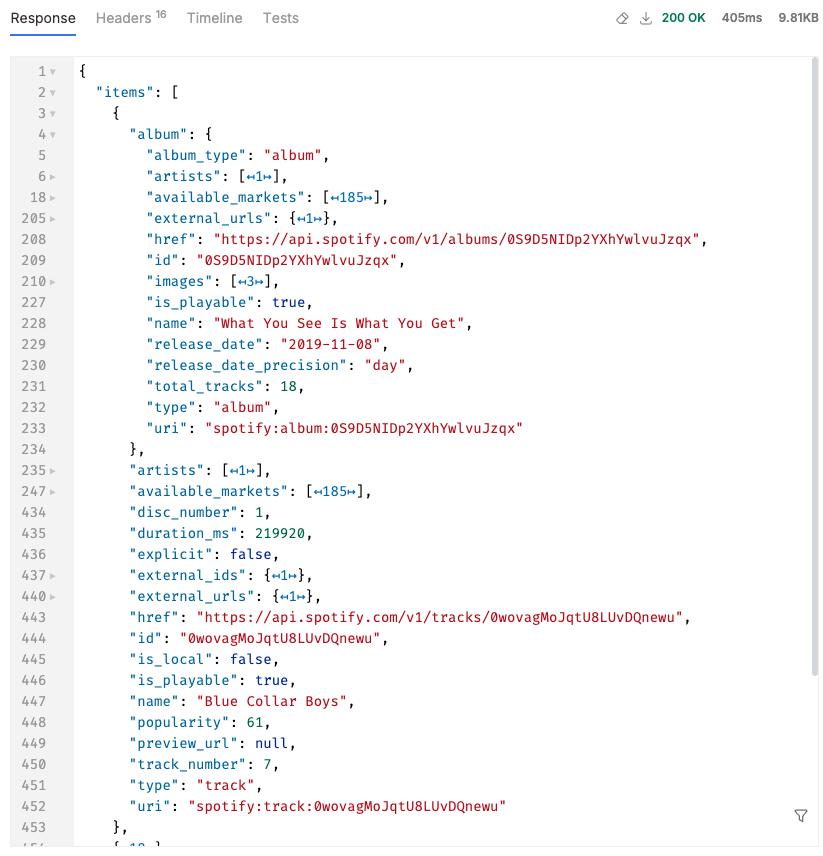 Response Headers 16 Timeline Tests 200 OK 405ms 9.81KB
1 {
2 "items": [
3 {
4 "album": {
5 "album_type": "album",
6 "artists": [↤1↦],
18 "available_markets": [↤185↦],
205 "external_urls": {↤1↦},
208 "href": "https://api.spotify.com/v1/albums/0S9D5NIDp2YXhYwlvuJzqx",
209 "id": "0S9D5NIDp2YXhYwlvuJzqx",
210 "images": [↤3↦],
227 "is_playable": true,
228 "name": "What You See Is What You Get",
229 "release_date": "2019-11-08",
230 "release_date_precision": "day",
231 "total_tracks": 18,
232 "type": "album",
233 "uri": "spotify:album:0S9D5NIDp2YXhYwlvuJzqx"
234 },
235 "artists": [↤1↦],
247 "available_markets": [↤185↦],
434 "disc_number": 1,
435 "duration_ms": 219920,
436 "explicit": false,
437 "external_ids": {↤1↦},
440 "external_urls": {↤1↦},
443 "href": "https://api.spotify.com/v1/tracks/0wovagMoJqtU8LUvDQnewu",
444 "id": "0wovagMoJqtU8LUvDQnewu",
445 "is_local": false,
446 "is_playable": true,
447 "name": "Blue Collar Boys",
448 "popularity": 61,
449 "preview_url": null,
450 "track_number": 7,
451 "type": "track",
452 "uri": "spotify:track:0wovagMoJqtU8LUvDQnewu"
453 },